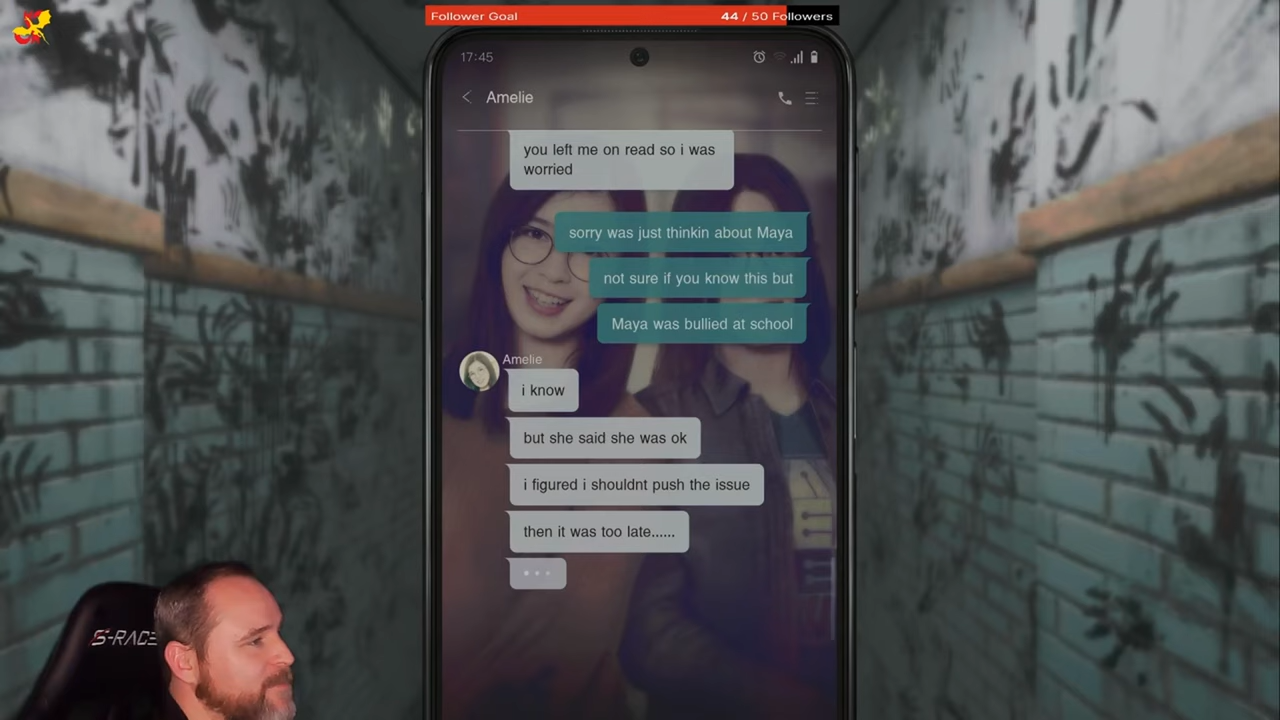 Follower Goal
44 / 50 Followers
17:45
Amelie
you left me on read so i was
worried
sorry was just thinkin about Maya
not sure if you know this but
Maya was bullied at school
Amelie
i know
but she said she was ok
i figured i shouldnt push the issue
then it was too late......
S-RACE